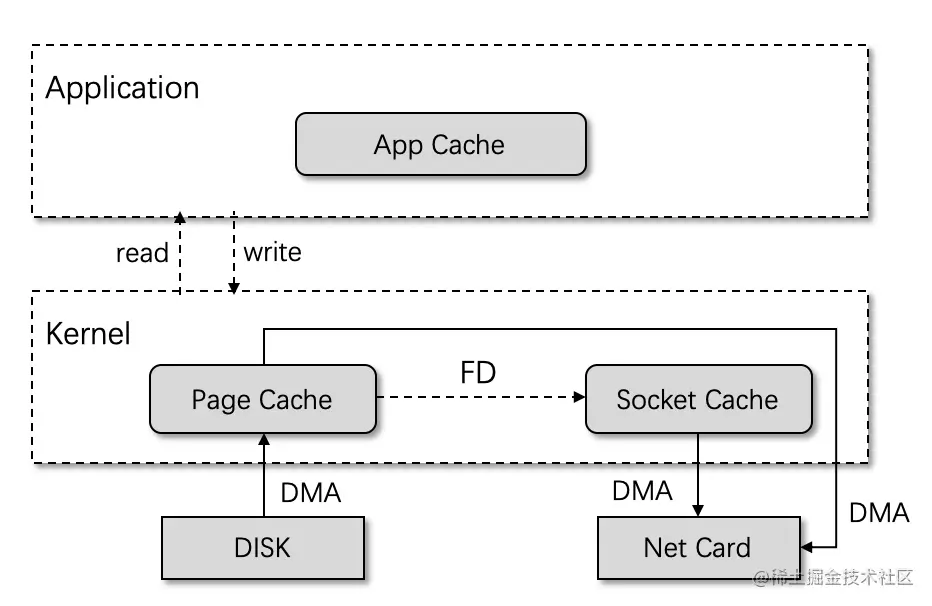 Application
App Cache
read
write
Kernel
FD
Page Cache
Socket Cache
DMA
DMA
DMA
DISK
Net Card
@稀土掘金技术社区